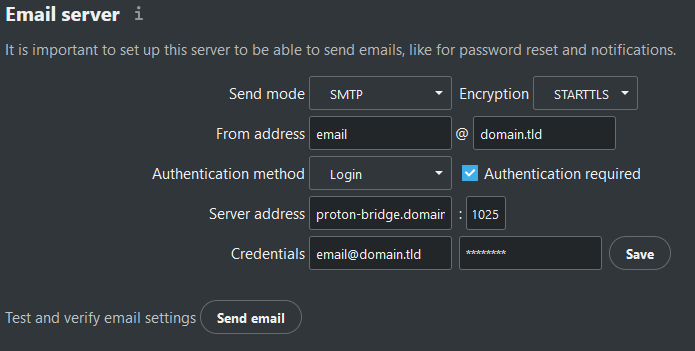 Email server i
It is important to set up this server to be able to send emails, like for password reset and notifications.
Send mode SMTP Encryption STARTTLS
From address email @ domain.tld
Authentication method Login Authentication required
Server address proton-bridge.domain : 1025
Credentials email@domain.tld ******** Save
Test and verify email settings Send email